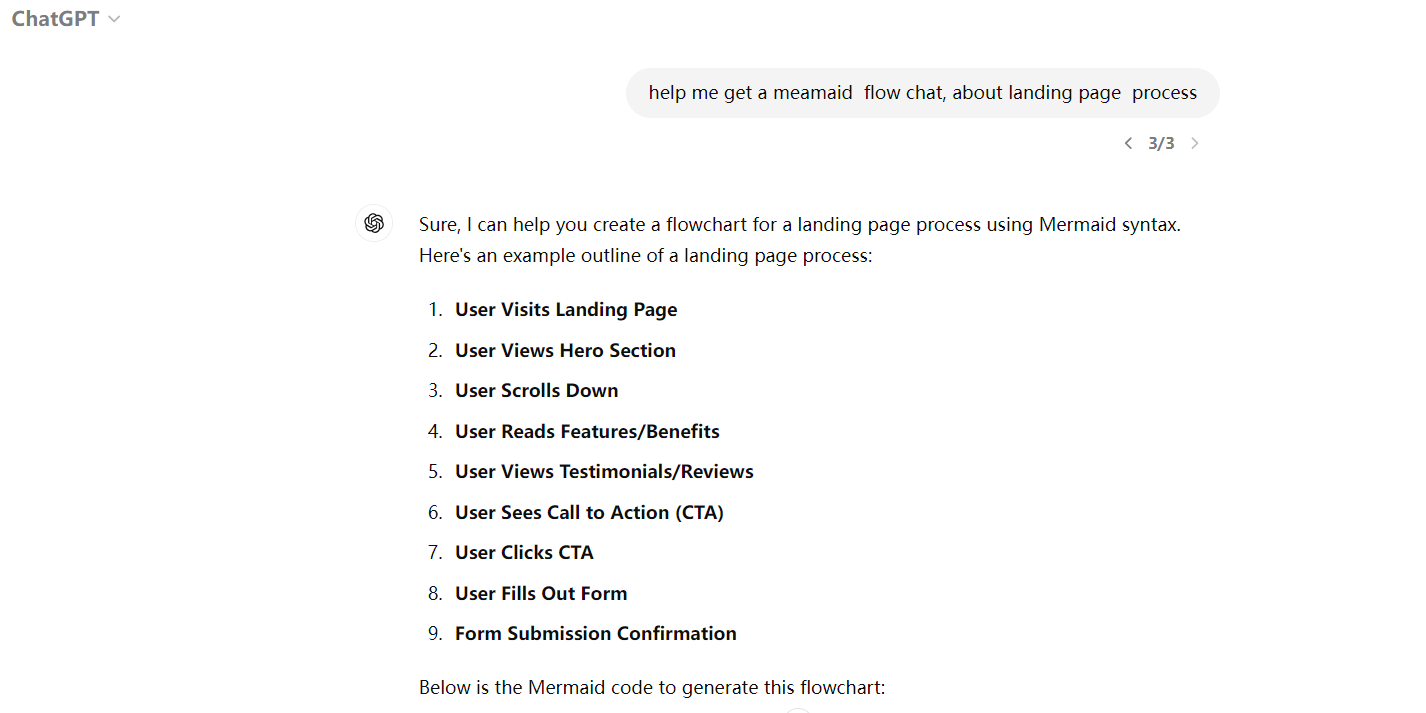 ChatGPT
help me get a meamaid  flow chat, about landing page  process
3/3
Sure, I can help you create a flowchart for a landing page process using Mermaid syntax.
Here's an example outline of a landing page process:
1. User Visits Landing Page
2. User Views Hero Section
3. User Scrolls Down
4. User Reads Features/Benefits
5. User Views Testimonials/Reviews
6. User Sees Call to Action (CTA)
7. User Clicks CTA
8. User Fills Out Form
9. Form Submission Confirmation
Below is the Mermaid code to generate this flowchart: